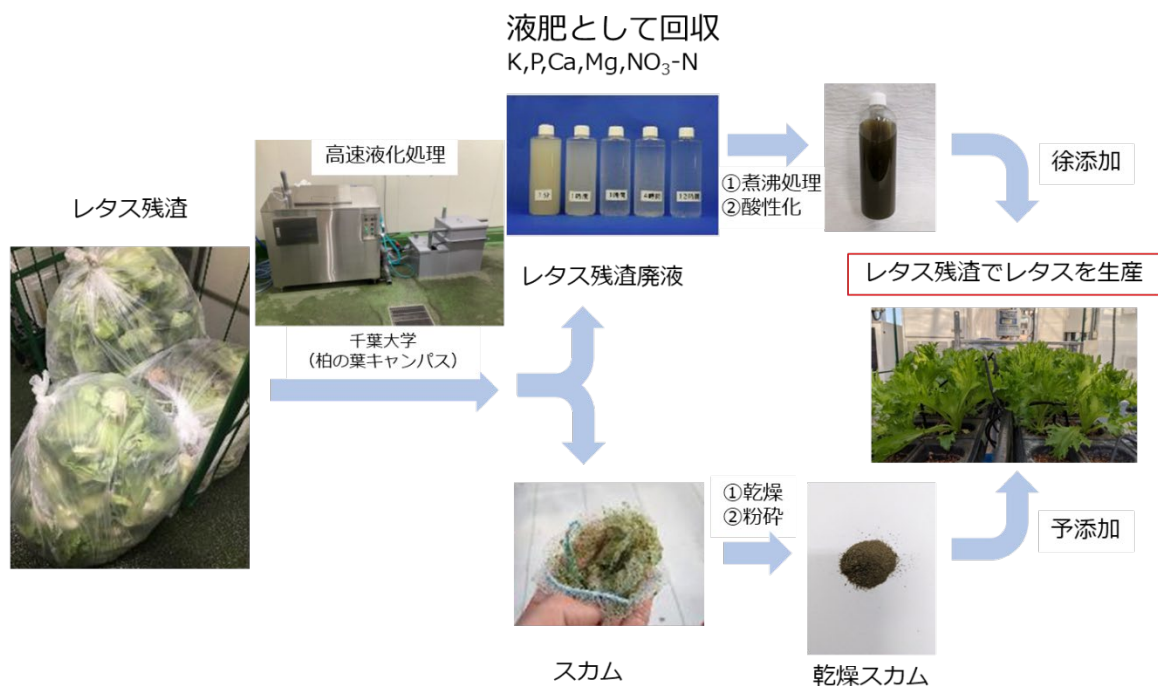 液肥として回収
K,P,Ca,Mg,NO₃-N
高速液化処理
レタス残渣
①煮沸処理
②酸性化
徐添加
レタス残渣廃液
レタス残渣でレタスを生産
千葉大学
（柏の葉キャンパス）
①乾燥
②粉砕
予添加
スカム
乾燥スカム